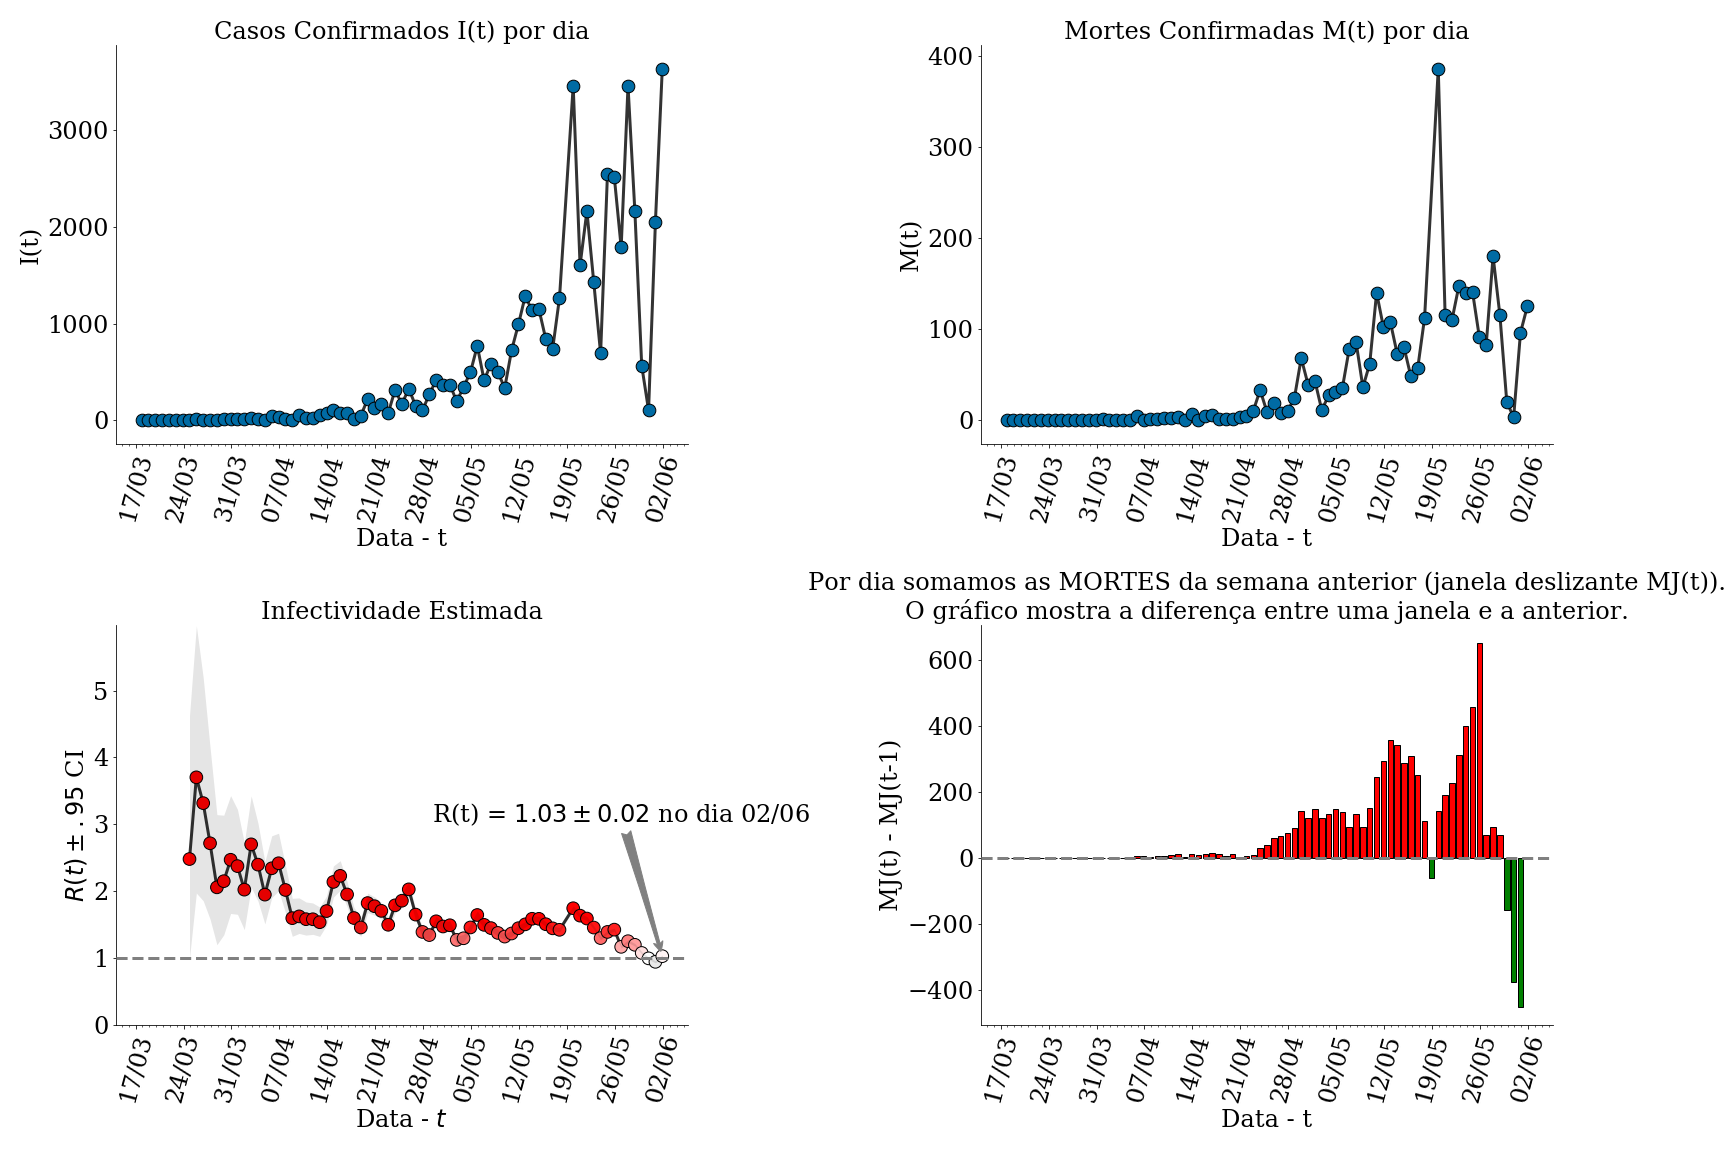 Casos Confirmados I(t) por dia
I(t)
3000
2000
1000
0
17/03 24/03 31/03 07/04 14/04 21/04 28/04 05/05 12/05 19/05 26/05 02/06
Data - t
Mortes Confirmadas M(t) por dia
M(t)
400
300
200
100
0
17/03 24/03 31/03 07/04 14/04 21/04 28/04 05/05 12/05 19/05 26/05 02/06
Data - t
Infectividade Estimada
R(t) ± .95 CI
5
4
3
2
1
0
R(t) = 1.03 ± 0.02 no dia 02/06
17/03 24/03 31/03 07/04 14/04 21/04 28/04 05/05 12/05 19/05 26/05 02/06
Data - t
Por dia somamos as MORTES da semana anterior (janela deslizante MJ(t)).
O gráfico mostra a diferença entre uma janela e a anterior.
MJ(t) - MJ(t-1)
600
400
200
0
−200
−400
17/03 24/03 31/03 07/04 14/04 21/04 28/04 05/05 12/05 19/05 26/05 02/06
Data - t